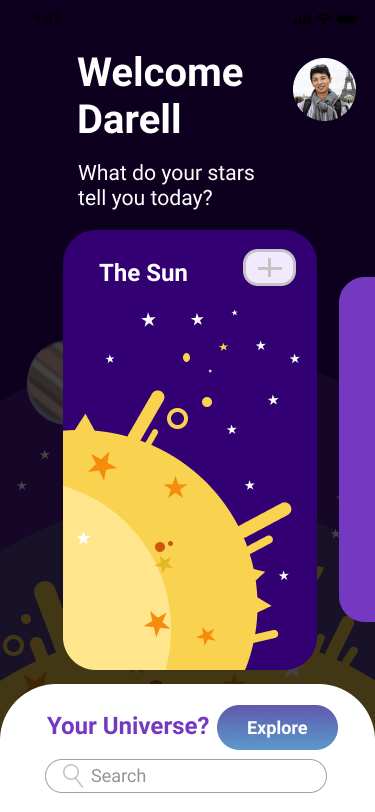 9:41
Welcome
Darell
What do your stars
tell you today?
The Sun
Your Universe?
Explore
Search